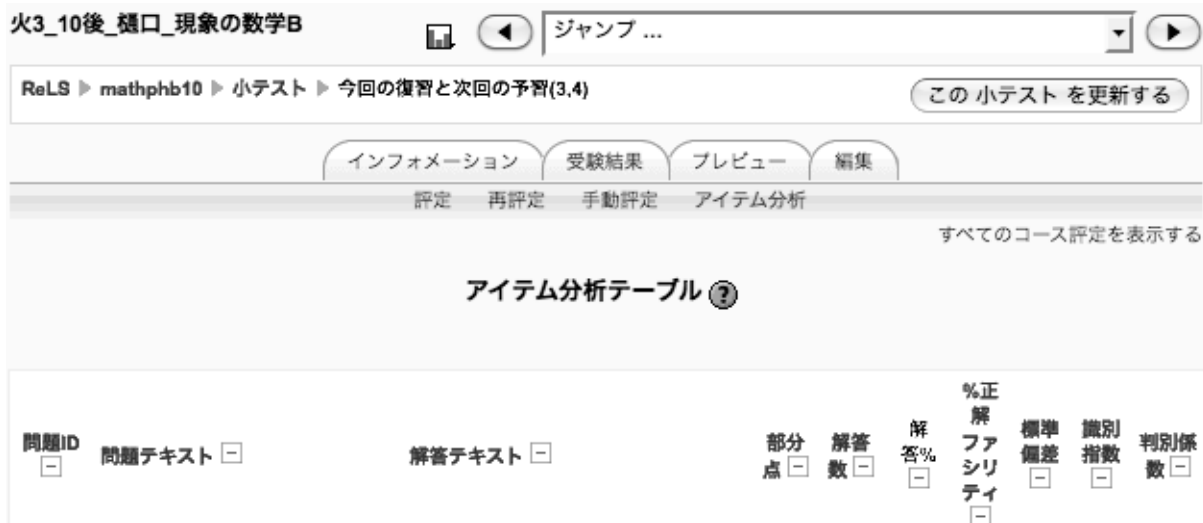 火3_10後_樋口_現象の数学B
ジャンプ ...
ReLS ▶ mathphb10 ▶ 小テスト ▶ 今回の復習と次回の予習(3,4)
この 小テスト を更新する
インフォメーション 受験結果 プレビュー 編集
評定 再評定 手動評定 アイテム分析
すべてのコース評定を表示する
アイテム分析テーブル ?
問題ID
問題テキスト
解答テキスト
部分
点
解答
数
解
答%
%正
解
ファ
シリ
ティ
標準
偏差
識別
指数
判別係
数